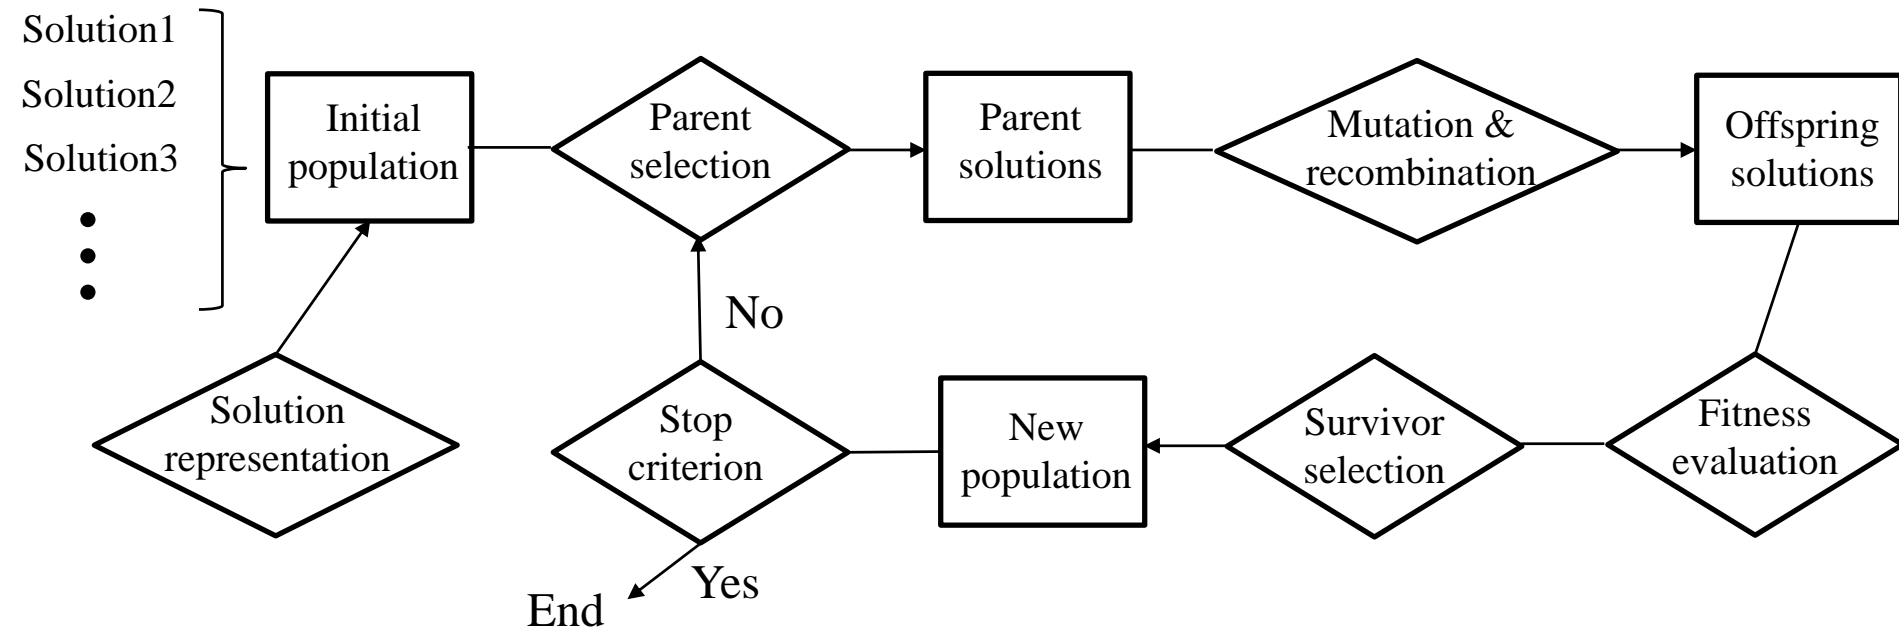 Solution1
Solution2
Solution3
Initial
population
Parent
selection
Parent
solutions
Mutation &
recombination
Offspring
solutions
No
Solution
representation
Stop
criterion
New
population
Survivor
selection
Fitness
evaluation
Yes
End